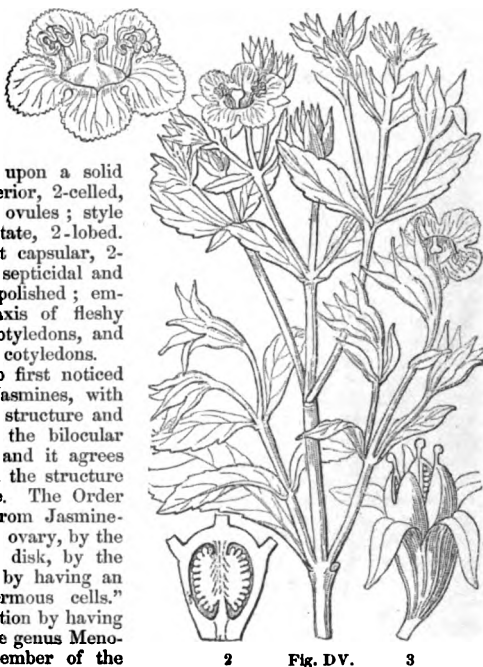 upon a solid
erior, 2-celled,
ovules ; style
tate, 2-lobed.
t capsular, 2-
septicidal and
polished ; em-
axis of fleshy
otyledons, and
cotyledons.
o first noticed
asmines, with
structure and
the bilocular
and it agrees
the structure
e. The Order
rom Jasmine-
ovary, by the
disk, by the
by having an
ermous cells."
tion by having
e genus Meno-
ember of the
2 Fig. DV. 3